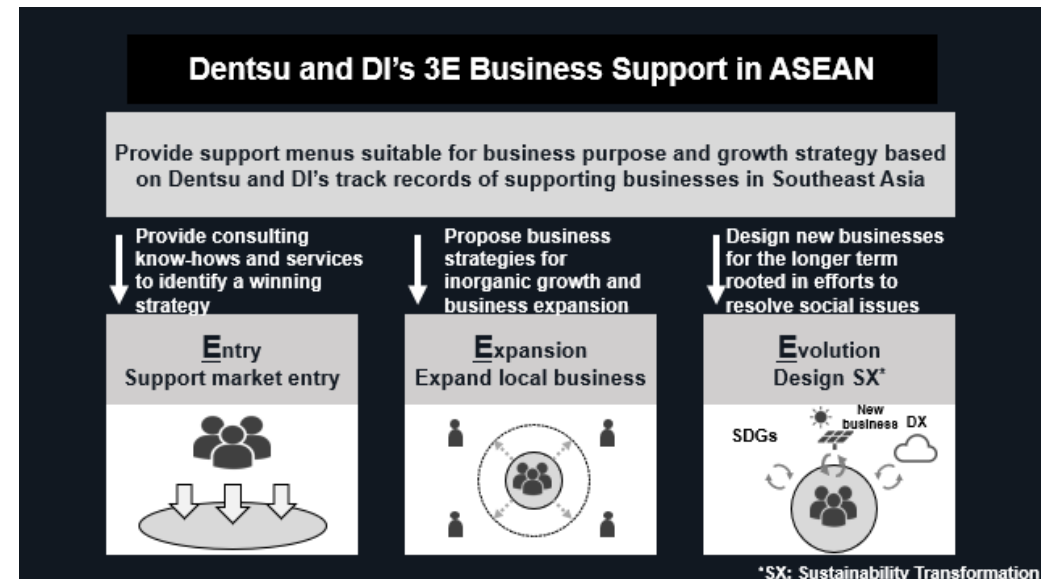 Dentsu and DI's 3E Business Support in ASEAN
Provide support menus suitable for business purpose and growth strategy based
on Dentsu and DI's track records of supporting businesses in Southeast Asia
Provide consulting
know-hows and services
to identify a winning
strategy
Propose business
strategies for
inorganic growth and
business expansion
Design new businesses
for the longer term
rooted in efforts to
resolve social issues
Entry
Support market entry
Expansion
Expand local business
Evolution
Design SX*
SDGs
New
business
DX
*SX: Sustainability Transformation